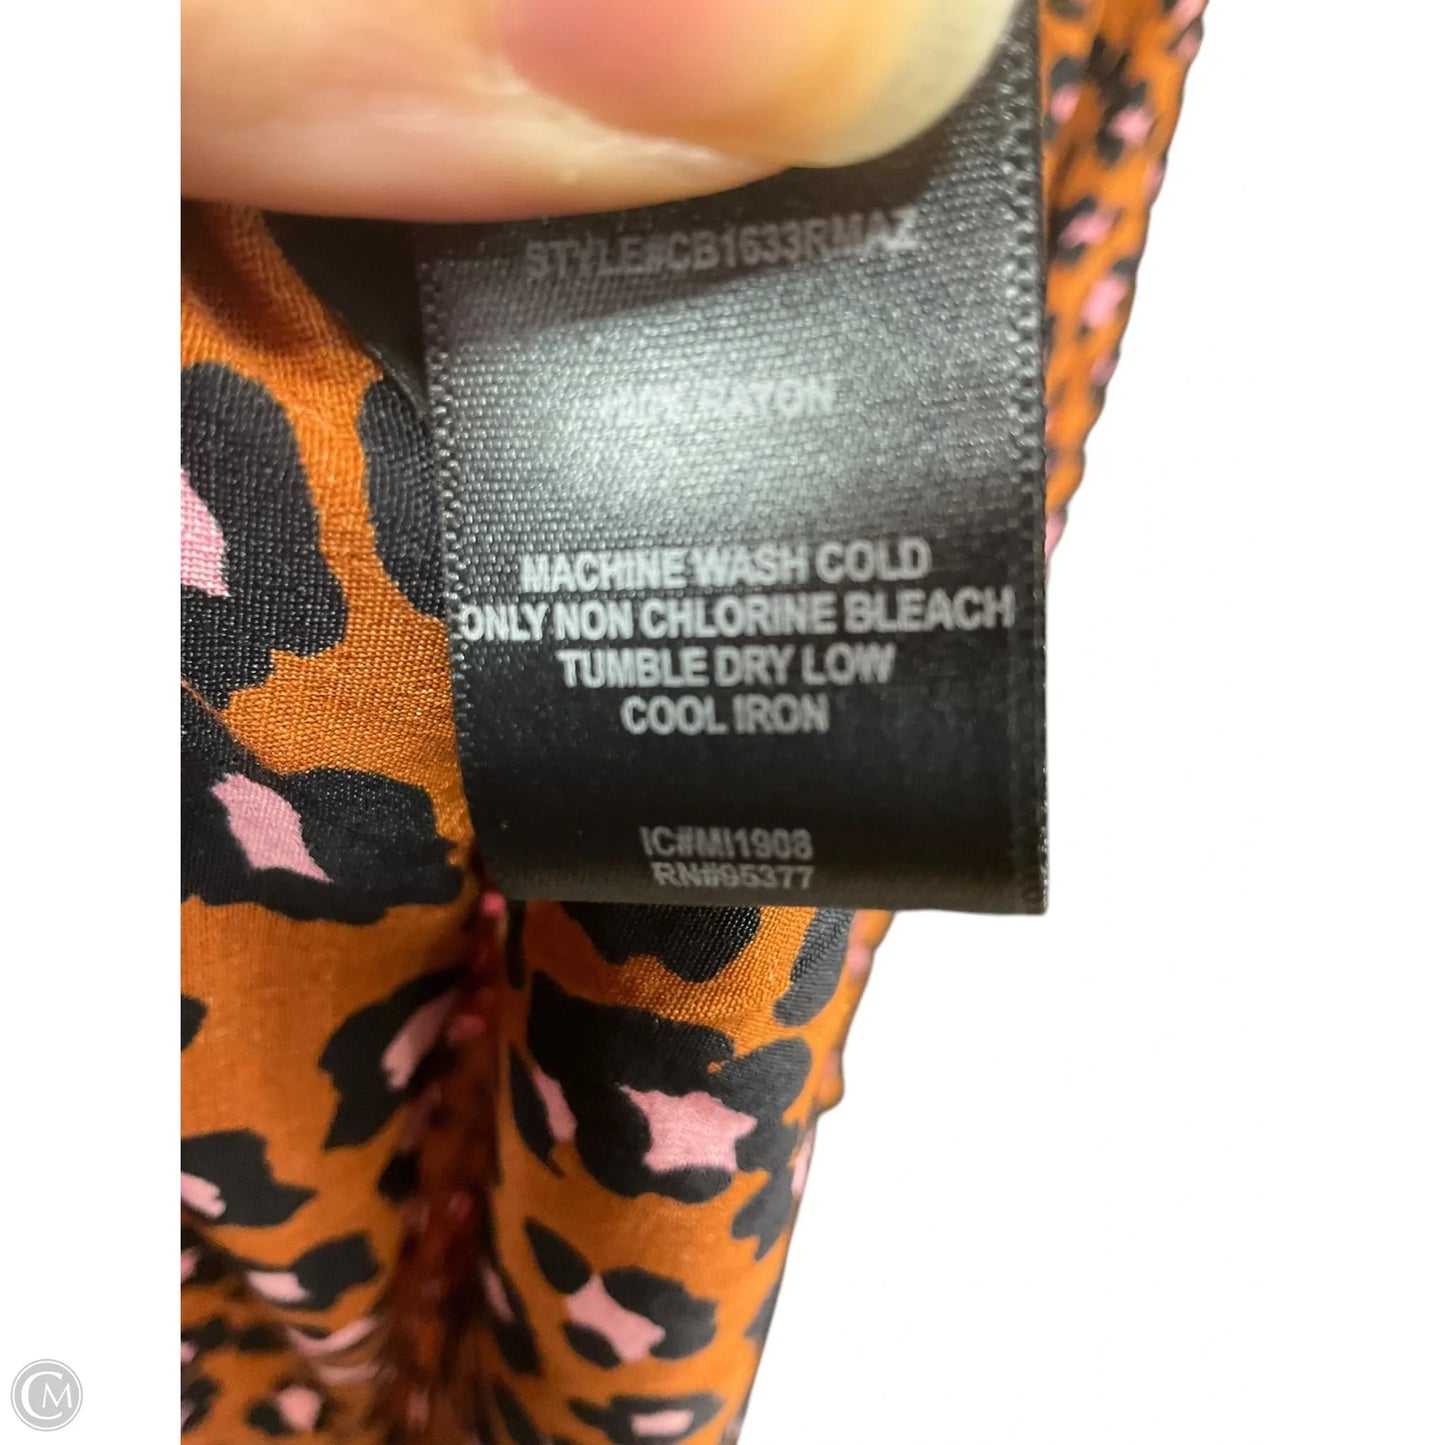 STYLE#CB1633RMAZ
RAYON
MACHINE WASH COLD
ONLY NON CHLORINE BLEACH
TUMBLE DRY LOW
COOL IRON
IC#MI1908
RN#95377
CM